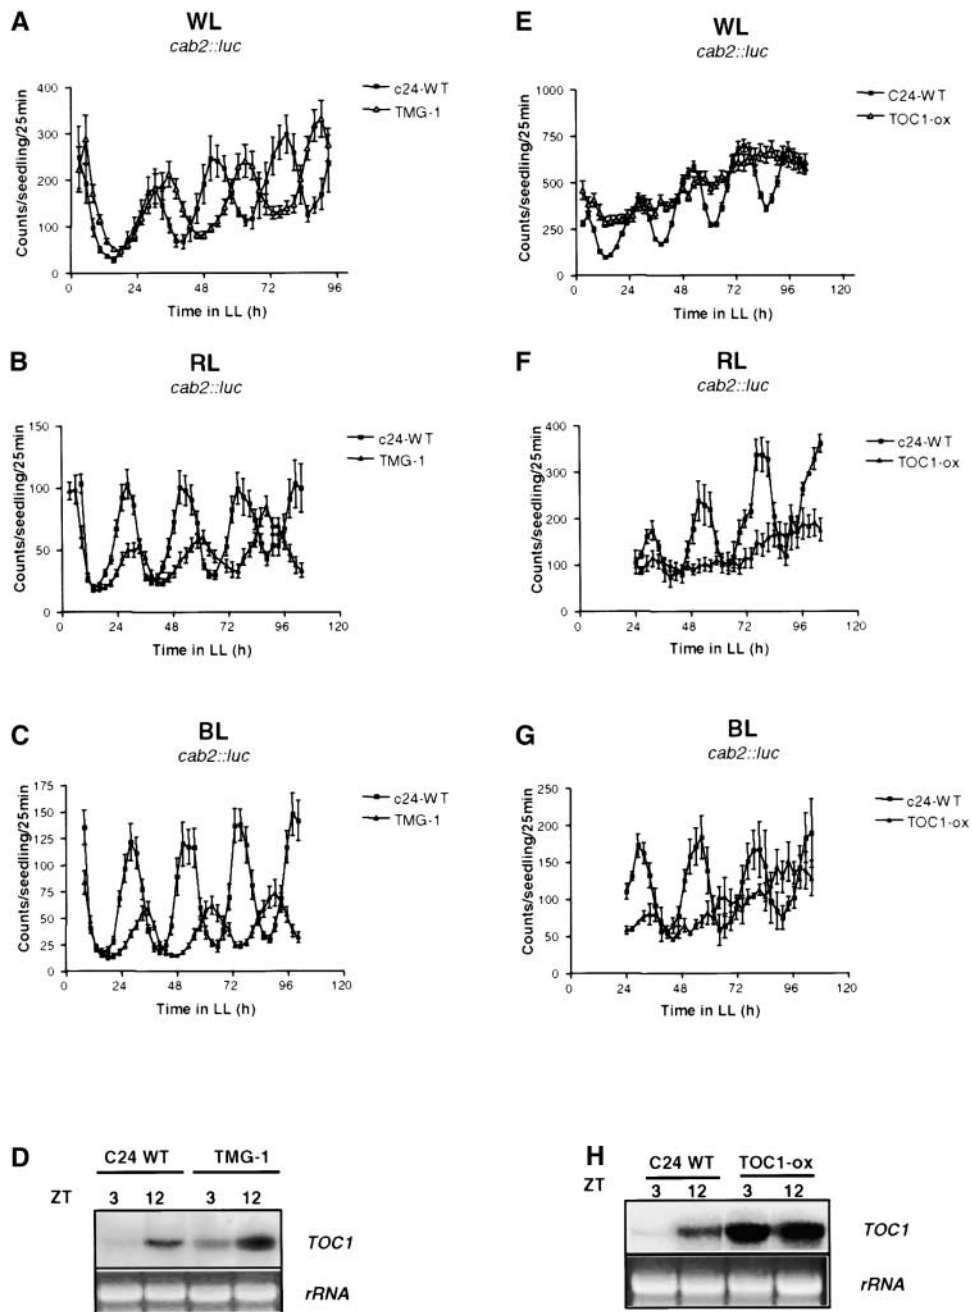 A
WL
cab2::luc
400
300
200
100
0
Counts/seedling/25min
0 24 48 72 96
Time in LL (h)
c24-WT
TMG-1
E
WL
cab2::luc
1000
750
500
250
0
Counts/seedling/25min
0 24 48 72 96 120
Time in LL (h)
C24-WT
TOC1-ox
B
RL
cab2::luc
150
100
50
0
Counts/seedling/25min
0 24 48 72 96 120
Time in LL (h)
c24-WT
TMG-1
F
RL
cab2::luc
400
300
200
100
0
Counts/seedling/25min
0 24 48 72 96 120
Time in LL (h)
c24-WT
TOC1-ox
C
BL
cab2::luc
175
150
125
100
75
50
25
0
Counts/seedling/25min
0 24 48 72 96 120
Time in LL (h)
c24-WT
TMG-1
G
BL
cab2::luc
250
200
150
100
50
0
Counts/seedling/25min
0 24 48 72 96 120
Time in LL (h)
c24-WT
TOC1-ox
D
C24 WT TMG-1
ZT 3 12 3 12
TOC1
rRNA
H
C24 WT TOC1-ox
ZT 3 12 3 12
TOC1
rRNA